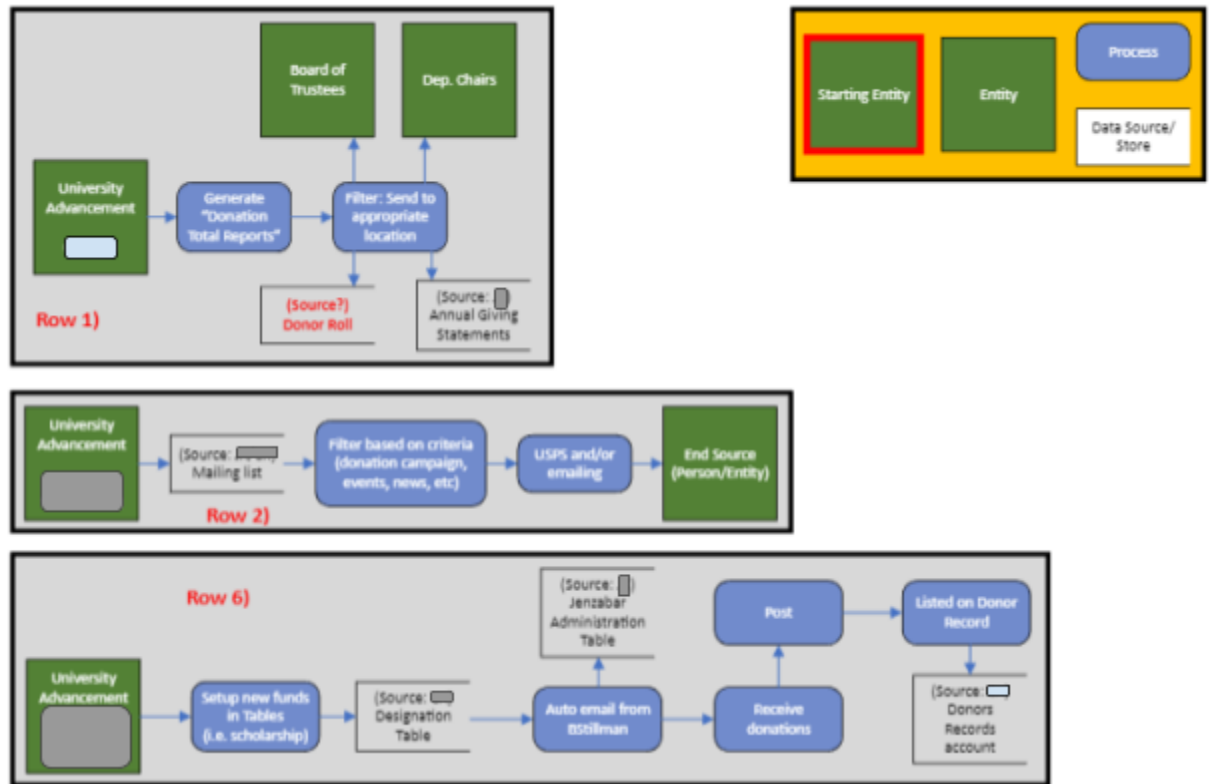 Board of
Trustees
Dep. Chairs
University
Advancement
Generate
"Donation
Total Reports"
Filter: Send to
appropriate
location
(Source?)
Donor Roll
(Source: )
Annual Giving
Statements
Row 1)
Starting Entity
Entity
Process
Data Source/
Store
University
Advancement
(Source:
Mailing list
Filter based on criteria
(donation campaign,
events, news, etc)
USPS and/or
emailing
End Source
(Person/Entity)
Row 2)
Row 6)
University
Advancement
Setup new funds
in Tables
(i.e. scholarship)
(Source: )
Designation
Table
(Source: )
Jenzabar
Administration
Table
Auto email from
Receive
donations
Post
Listed on Donor
Record
(Source: )
Donors
Records
account